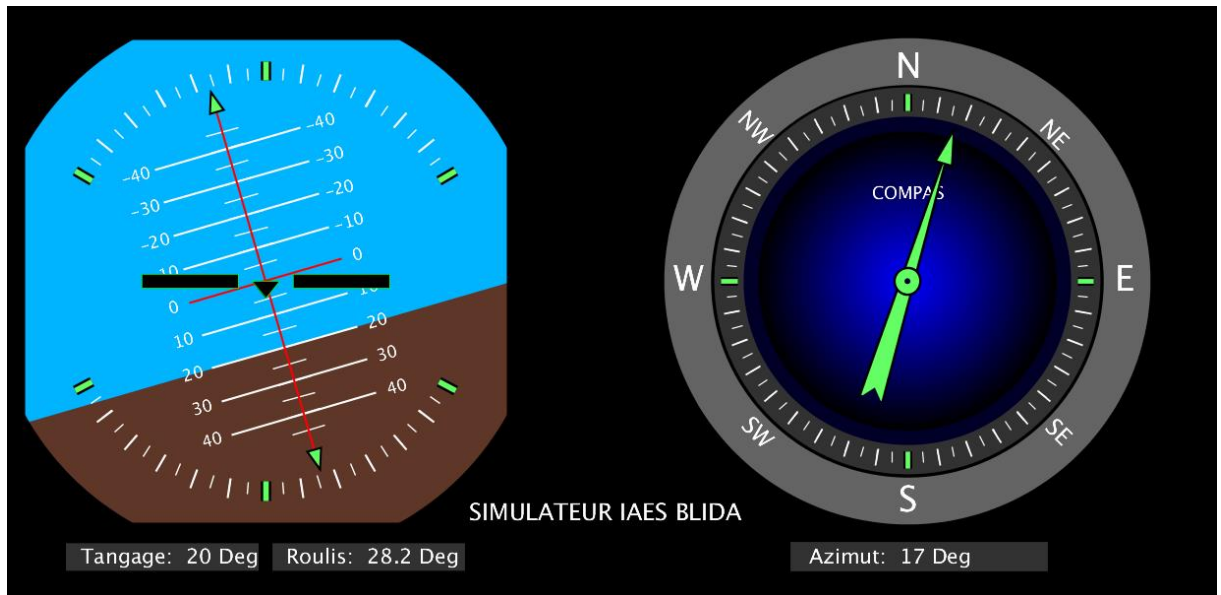 -40 -40
-30 -30
-20 -20
-10
10
0 0
10 10
20 20
30 30
40 40
N
NW NE
COMPAS
W E
SW SE
S
SIMULATEUR IAES BLIDA
Tangage: 20 Deg Roulis: 28.2 Deg Azimut: 17 Deg